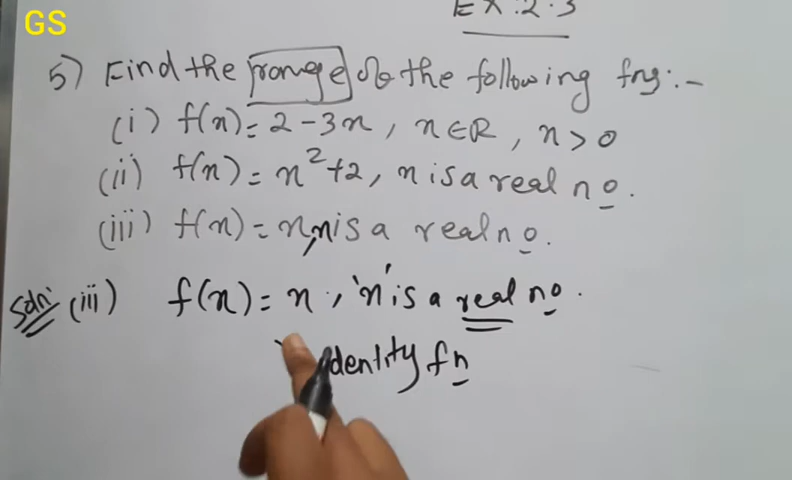 GS
Ex : 2.3
5) Find the range of the following fns :-
(i) f(x) = 2 - 3x, x ∈ R, x > 0
(ii) f(x) = x² + 2, x is a real no.
(iii) f(x) = x, x is a real no.
Soln: (iii) f(x) = x, 'x' is a real no.
Identity fn